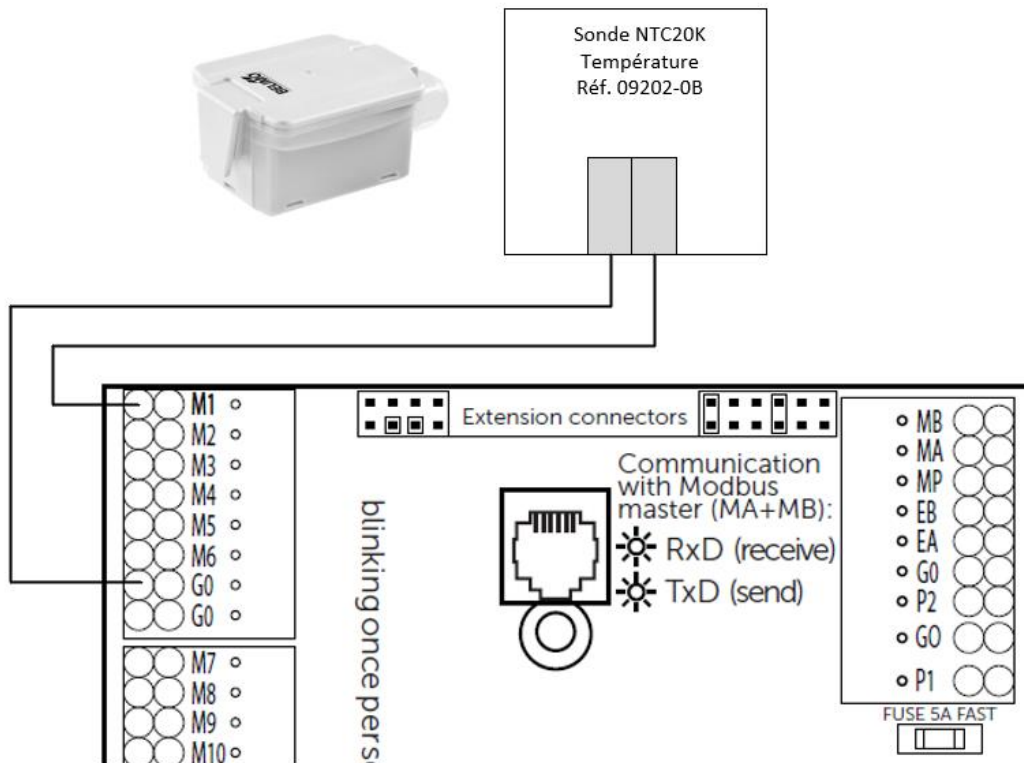 BELIMO
Sonde NTC20K
Température
Réf. 09202-0B
M1
M2
M3
M4
M5
M6
G0
G0
M7
M8
M9
M10
Extension connectors
blinking once per s
Communication
with Modbus
master (MA+MB):
RxD (receive)
TxD (send)
MB
MA
MP
EB
EA
G0
P2
GO
P1
FUSE 5A FAST